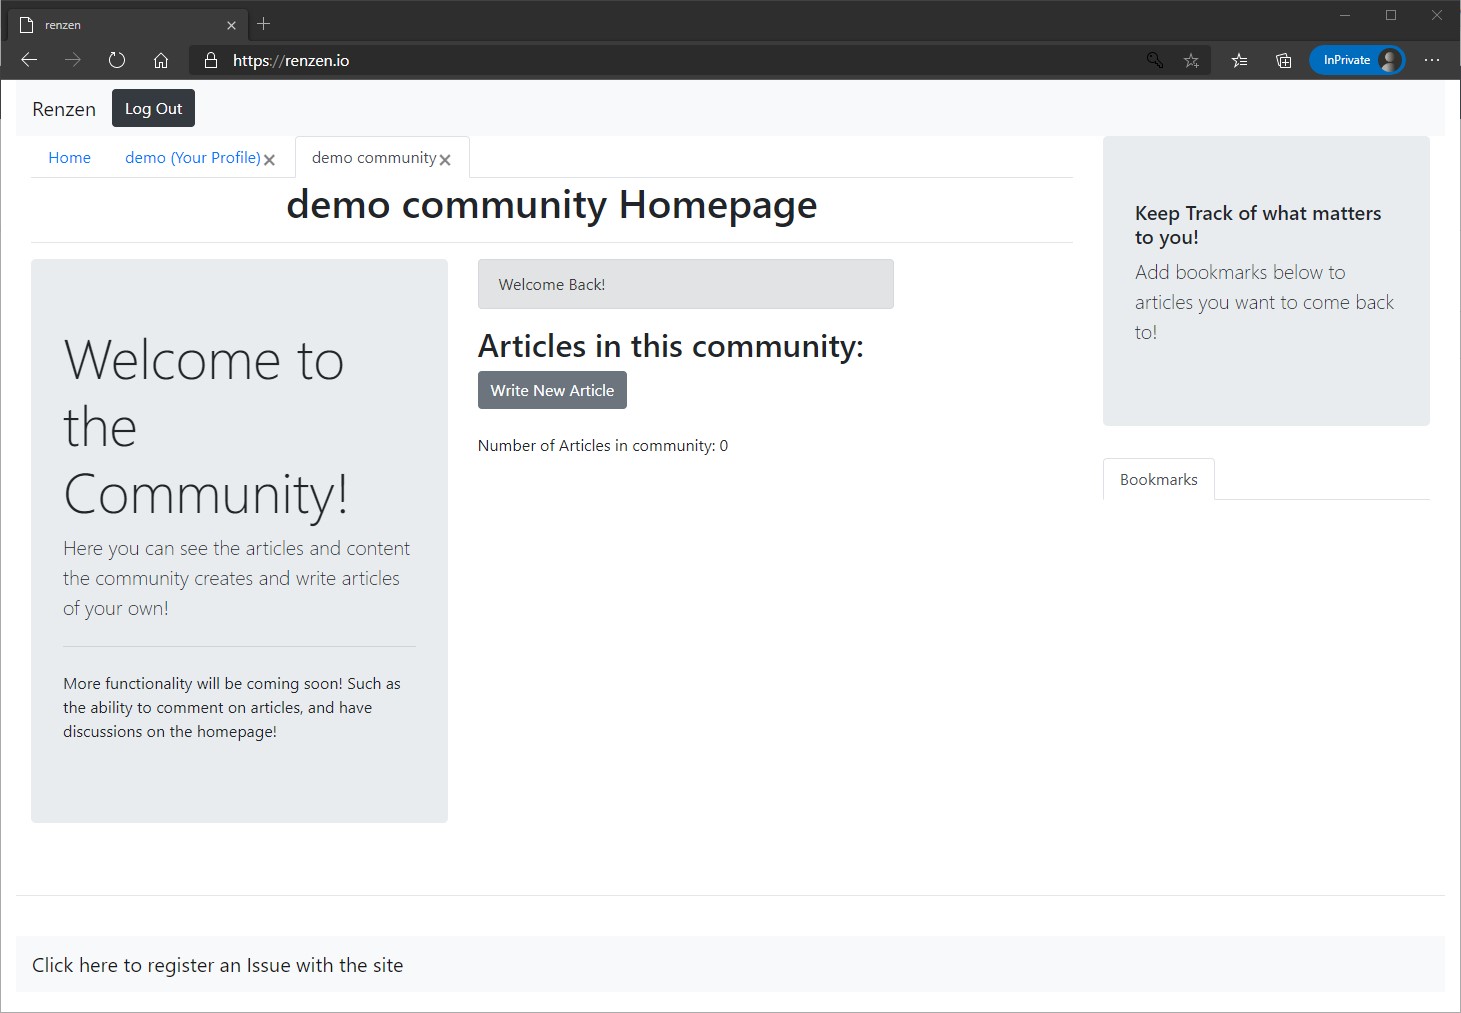 renzen
https://renzen.io
InPrivate
Renzen
Log Out
Home
demo (Your Profile)
demo community
demo community Homepage
Welcome to
the
Community!
Here you can see the articles and content
the community creates and write articles
of your own!
More functionality will be coming soon! Such as
the ability to comment on articles, and have
discussions on the homepage!
Welcome Back!
Articles in this community:
Write New Article
Number of Articles in community: 0
Keep Track of what matters
to you!
Add bookmarks below to
articles you want to come back
to!
Bookmarks
Click here to register an Issue with the site